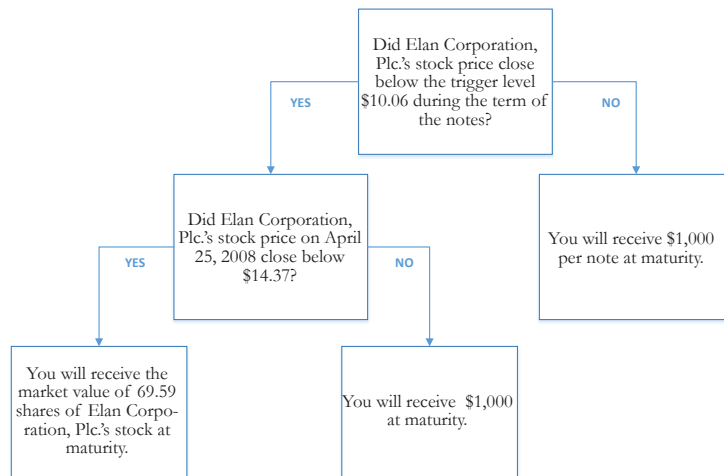 Did Elan Corporation,
Plc.'s stock price close
below the trigger level
$10.06 during the term of
the notes?
YES
NO
Did Elan Corporation,
Plc.'s stock price on April
25, 2008 close below
$14.37?
You will receive $1,000
per note at maturity.
YES
NO
You will receive the
market value of 69.59
shares of Elan Corpo-
ration, Plc.'s stock at
maturity.
You will receive $1,000
at maturity.